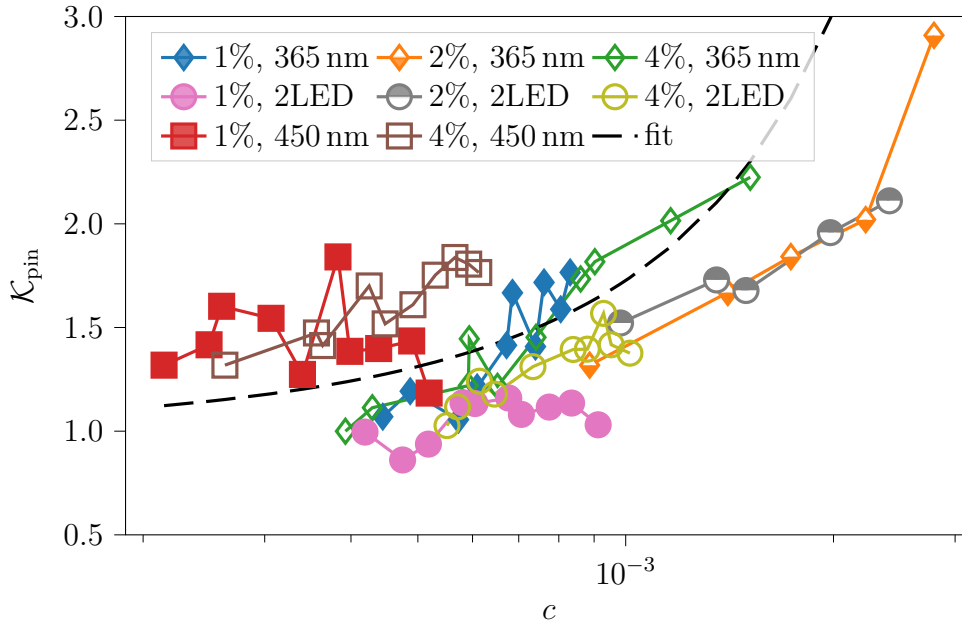 3.0
1%, 365 nm 2%, 365 nm 4%, 365 nm
1%, 2LED 2%, 2LED 4%, 2LED
1%, 450 nm 4%, 450 nm fit
2.5
2.0
𝒦pin
1.5
1.0
0.5
10⁻³
c